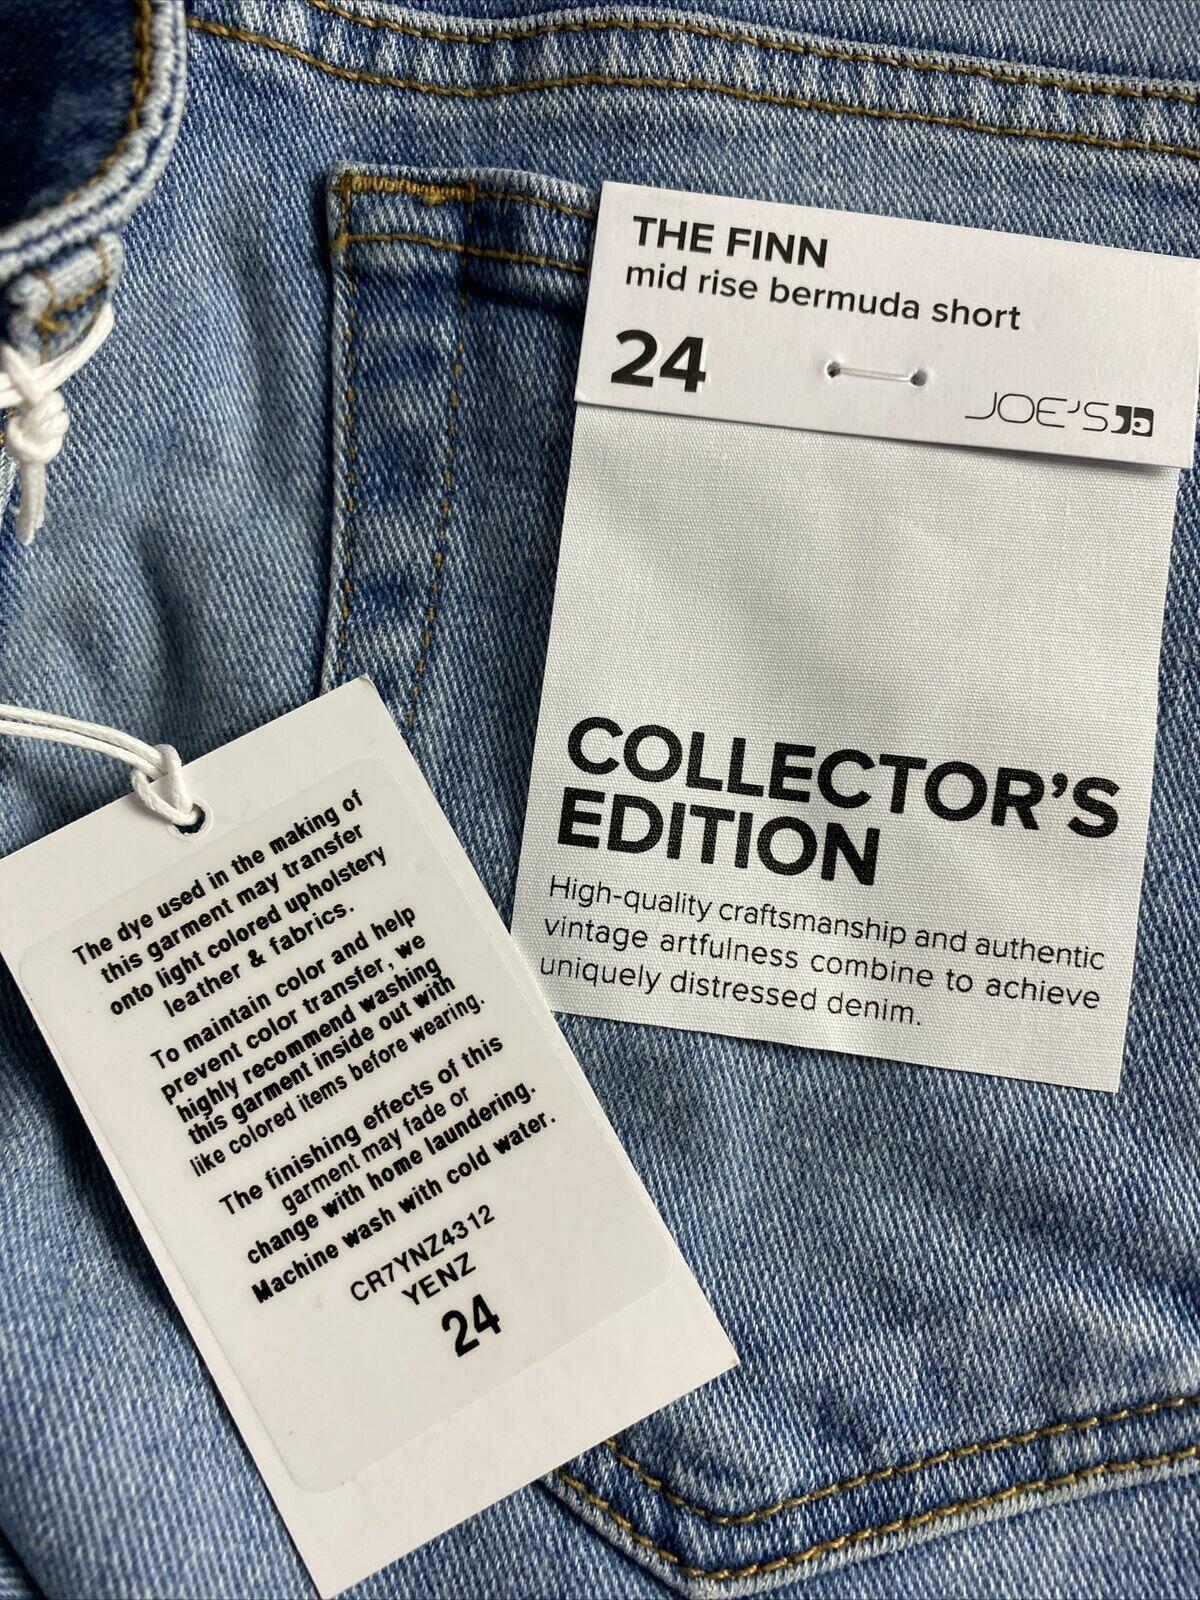 THE FINN
mid rise bermuda short
24
JOE'S
COLLECTOR'S
EDITION
High-quality craftsmanship and authentic
vintage artfulness combine to achieve
uniquely distressed denim.
The dye used in the making of
this garment may transfer
onto light colored upholstery
leather & fabrics.
To maintain color and help
prevent color transfer, we
highly recommend washing
this garment inside out with
like colored items before wearing.
The finishing effects of this
garment may fade or
change with home laundering.
Machine wash with cold water.
CR7YNZ4312
YENZ
24